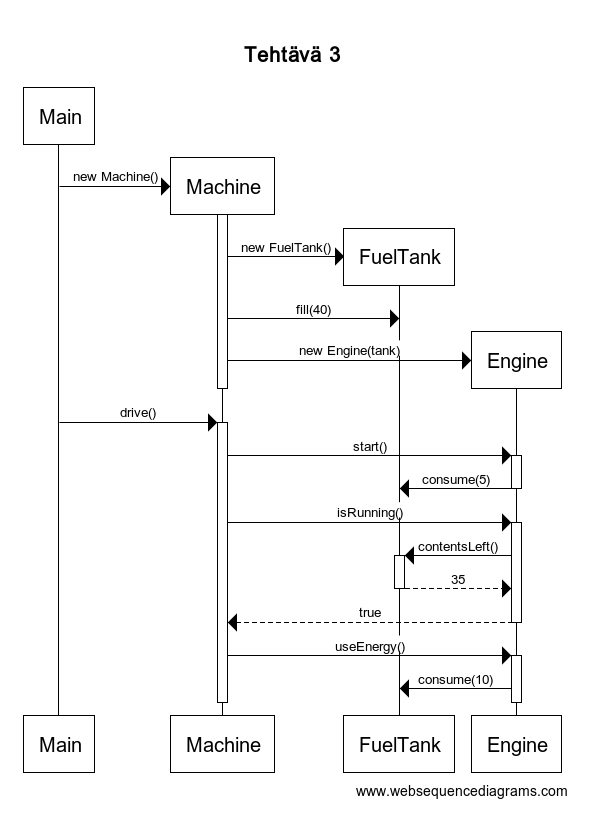 Tehtävä 3
Main
new Machine()
Machine
new FuelTank()
FuelTank
fill(40)
new Engine(tank)
Engine
drive()
start()
consume(5)
isRunning()
contentsLeft()
35
true
useEnergy()
consume(10)
Main Machine FuelTank Engine
www.websequencediagrams.com